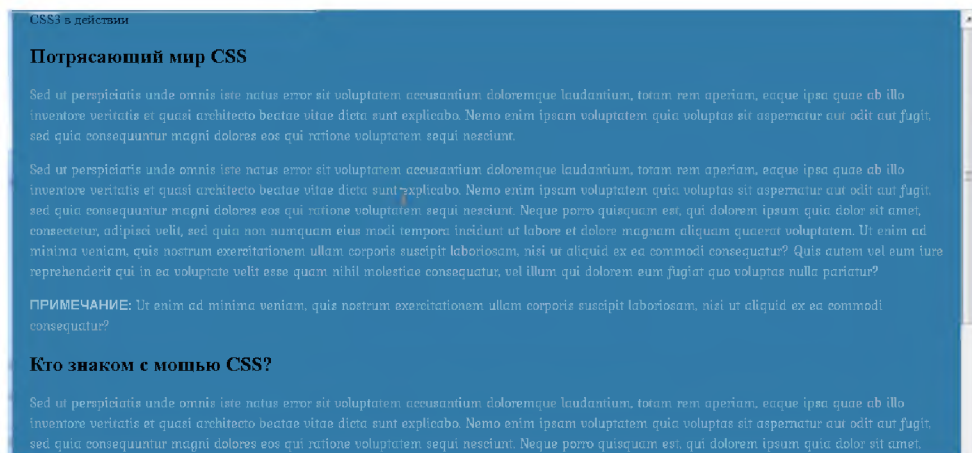 CSS3 в действии
Потрясающий мир CSS
Sed ut perspiciatis unde omnis iste natus error sit voluptatem accusantium doloremque laudantium, totam rem aperiam, eaque ipsa quae ab illo
inventore veritatis et quasi architecto beatae vitae dicta sunt explicabo. Nemo enim ipsam voluptatem quia voluptas sit aspernatur aut odit aut fugit,
sed quia consequuntur magni dolores eos qui ratione voluptatem sequi nesciunt.
Sed ut perspiciatis unde omnis iste natus error sit voluptatem accusantium doloremque laudantium, totam rem aperiam, eaque ipsa quae ab illo
inventore veritatis et quasi architecto beatae vitae dicta sunt explicabo. Nemo enim ipsam voluptatem quia voluptas sit aspernatur aut odit aut fugit,
sed quia consequuntur magni dolores eos qui ratione voluptatem sequi nesciunt. Neque porro quisquam est, qui dolorem ipsum quia dolor sit amet,
consectetur, adipisci velit, sed quia non numquam eius modi tempora incidunt ut labore et dolore magnam aliquam quaerat voluptatem. Ut enim ad
minima veniam, quis nostrum exercitationem ullam corporis suscipit laboriosam, nisi ut aliquid ex ea commodi consequatur? Quis autem vel eum iure
reprehenderit qui in ea voluptate velit esse quam nihil molestiae consequatur, vel illum qui dolorem eum fugiat quo voluptas nulla pariatur?
ПРИМЕЧАНИЕ: Ut enim ad minima veniam, quis nostrum exercitationem ullam corporis suscipit laboriosam, nisi ut aliquid ex ea commodi
consequatur?
Кто знаком с мощью CSS?
Sed ut perspiciatis unde omnis iste natus error sit voluptatem accusantium doloremque laudantium, totam rem aperiam, eaque ipsa quae ab illo
inventore veritatis et quasi architecto beatae vitae dicta sunt explicabo. Nemo enim ipsam voluptatem quia voluptas sit aspernatur aut odit aut fugit,
sed quia consequuntur magni dolores eos qui ratione voluptatem sequi nesciunt. Neque porro quisquam est, qui dolorem ipsum quia dolor sit amet,